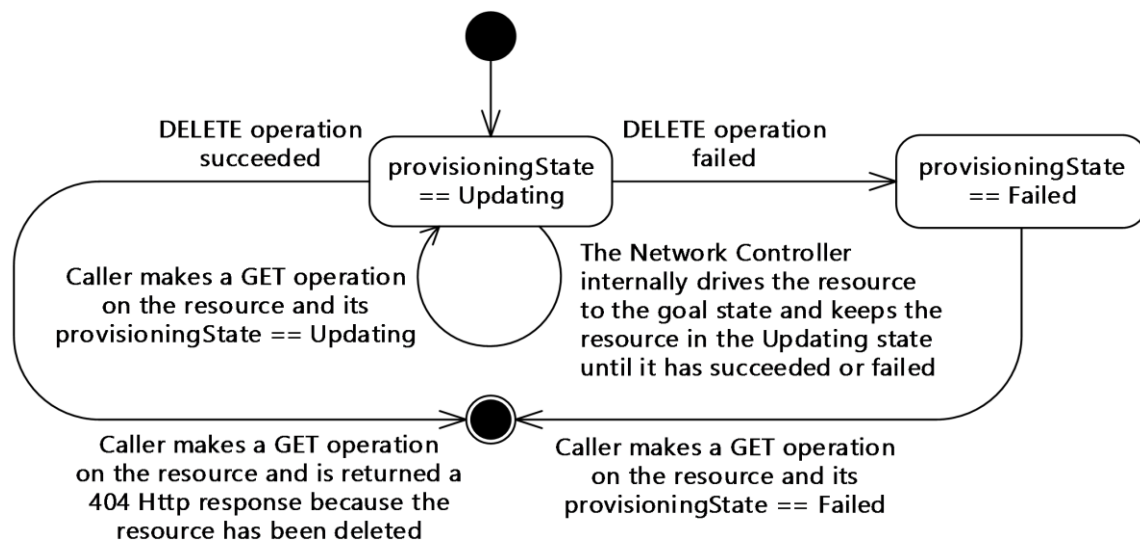 DELETE operation
succeeded
provisioningState
== Updating
DELETE operation
failed
provisioningState
== Failed
Caller makes a GET operation
on the resource and its
provisioningState == Updating
The Network Controller
internally drives the resource
to the goal state and keeps the
resource in the Updating state
until it has succeeded or failed
Caller makes a GET operation
on the resource and is returned a
404 Http response because the
resource has been deleted
Caller makes a GET operation
on the resource and its
provisioningState == Failed